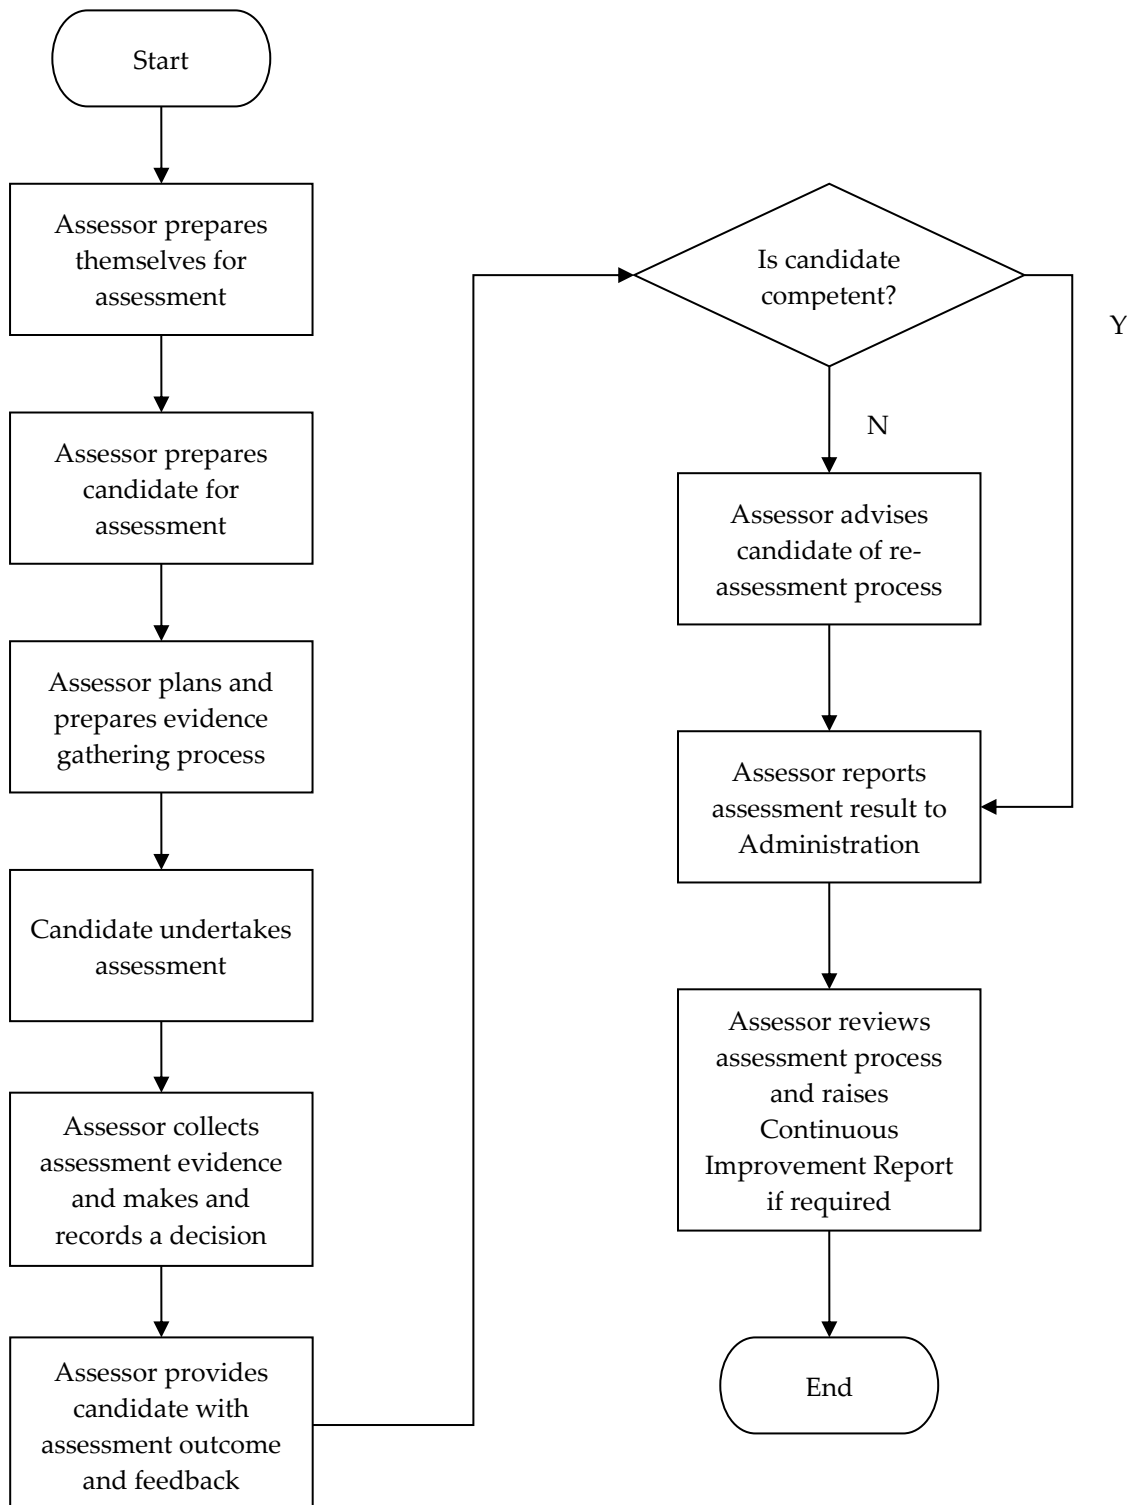 Start
Assessor prepares
themselves for
assessment
Assessor prepares
candidate for
assessment
Assessor plans and
prepares evidence
gathering process
Candidate undertakes
assessment
Assessor collects
assessment evidence
and makes and
records a decision
Assessor provides
candidate with
assessment outcome
and feedback
Is candidate
competent?
Y
N
Assessor advises
candidate of re-
assessment process
Assessor reports
assessment result to
Administration
Assessor reviews
assessment process
and raises
Continuous
Improvement Report
if required
End